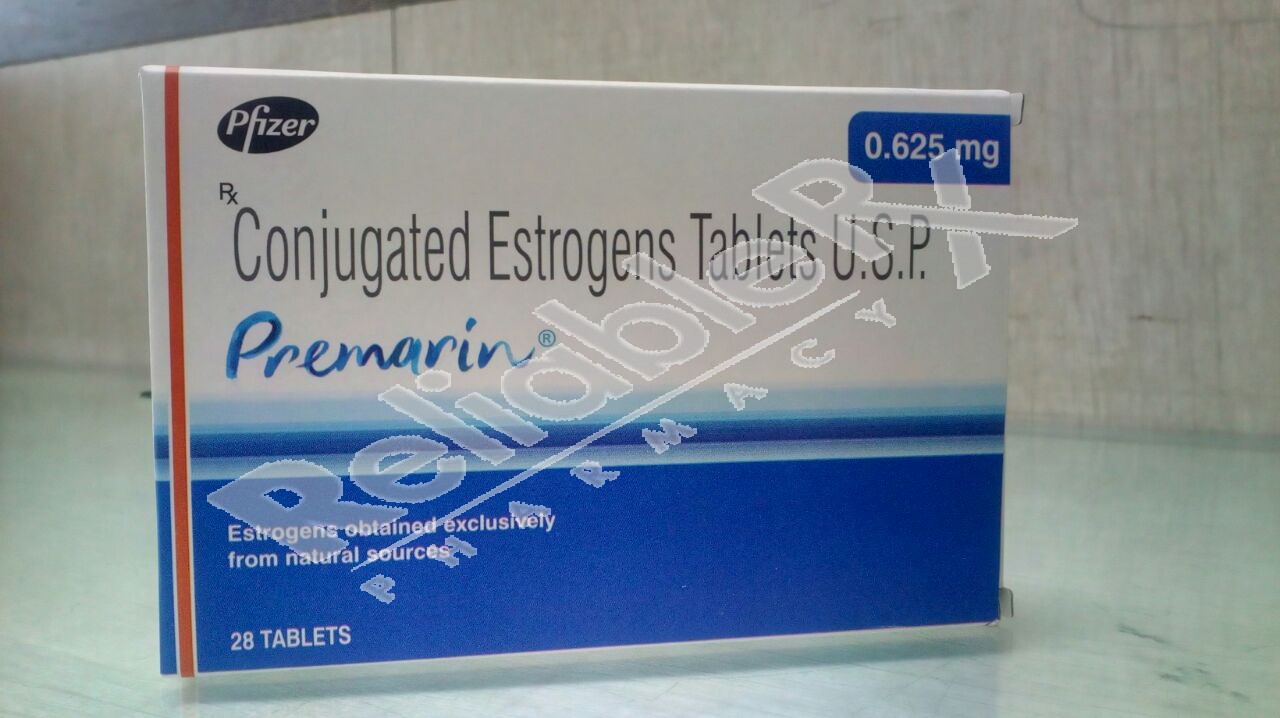 Pfizer
0.625 mg
Rx
Conjugated Estrogens Tablets U.S.P.
Premarin®
ReliableRx
PHARMACY
Estrogens obtained exclusively
from natural sources
28 TABLETS